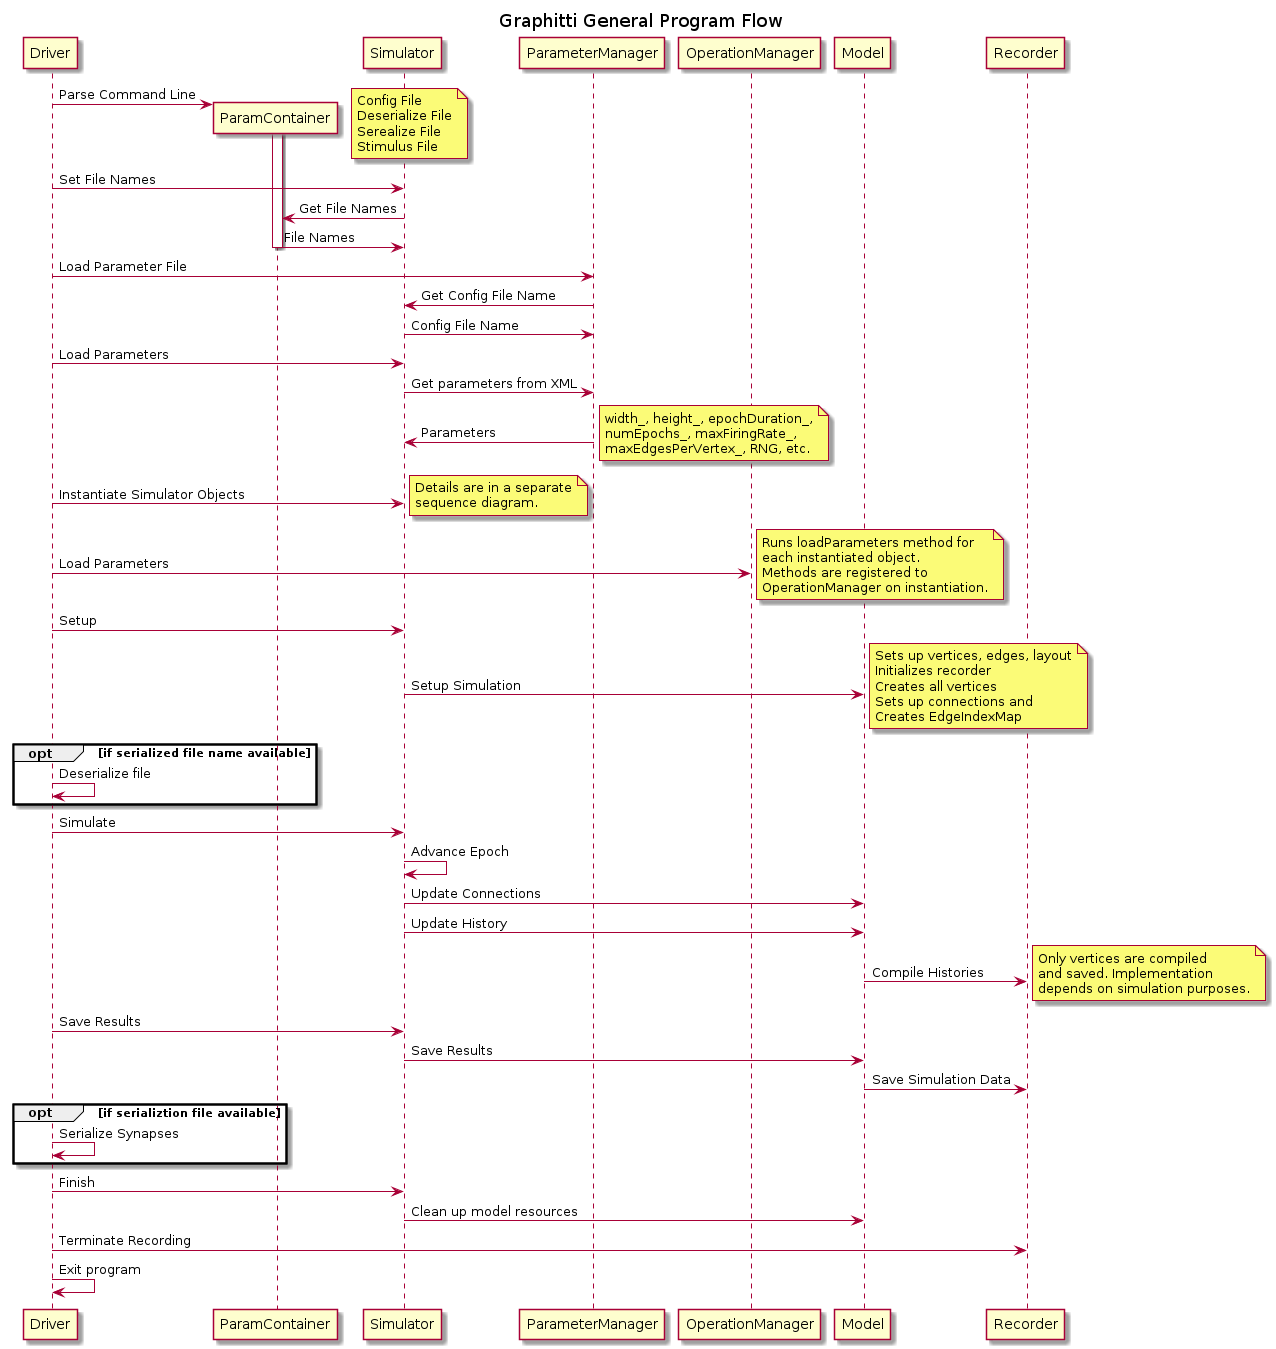 Graphitti General Program Flow
Driver
Simulator
ParameterManager
OperationManager
Model
Recorder
Parse Command Line
ParamContainer
Config File
Deserialize File
Serealize File
Stimulus File
Set File Names
Get File Names
File Names
Load Parameter File
Get Config File Name
Config File Name
Load Parameters
Get parameters from XML
Parameters
width_, height_, epochDuration_,
numEpochs_, maxFiringRate_,
maxEdgesPerVertex_, RNG, etc.
Instantiate Simulator Objects
Details are in a separate
sequence diagram.
Load Parameters
Runs loadParameters method for
each instantiated object.
Methods are registered to
OperationManager on instantiation.
Setup
Setup Simulation
Sets up vertices, edges, layout
Initializes recorder
Creates all vertices
Sets up connections and
Creates EdgeIndexMap
opt [if serialized file name available]
Deserialize file
Simulate
Advance Epoch
Update Connections
Update History
Compile Histories
Only vertices are compiled
and saved. Implementation
depends on simulation purposes.
Save Results
Save Results
Save Simulation Data
opt [if serializtion file available]
Serialize Synapses
Finish
Clean up model resources
Terminate Recording
Exit program
Driver
ParamContainer
Simulator
ParameterManager
OperationManager
Model
Recorder